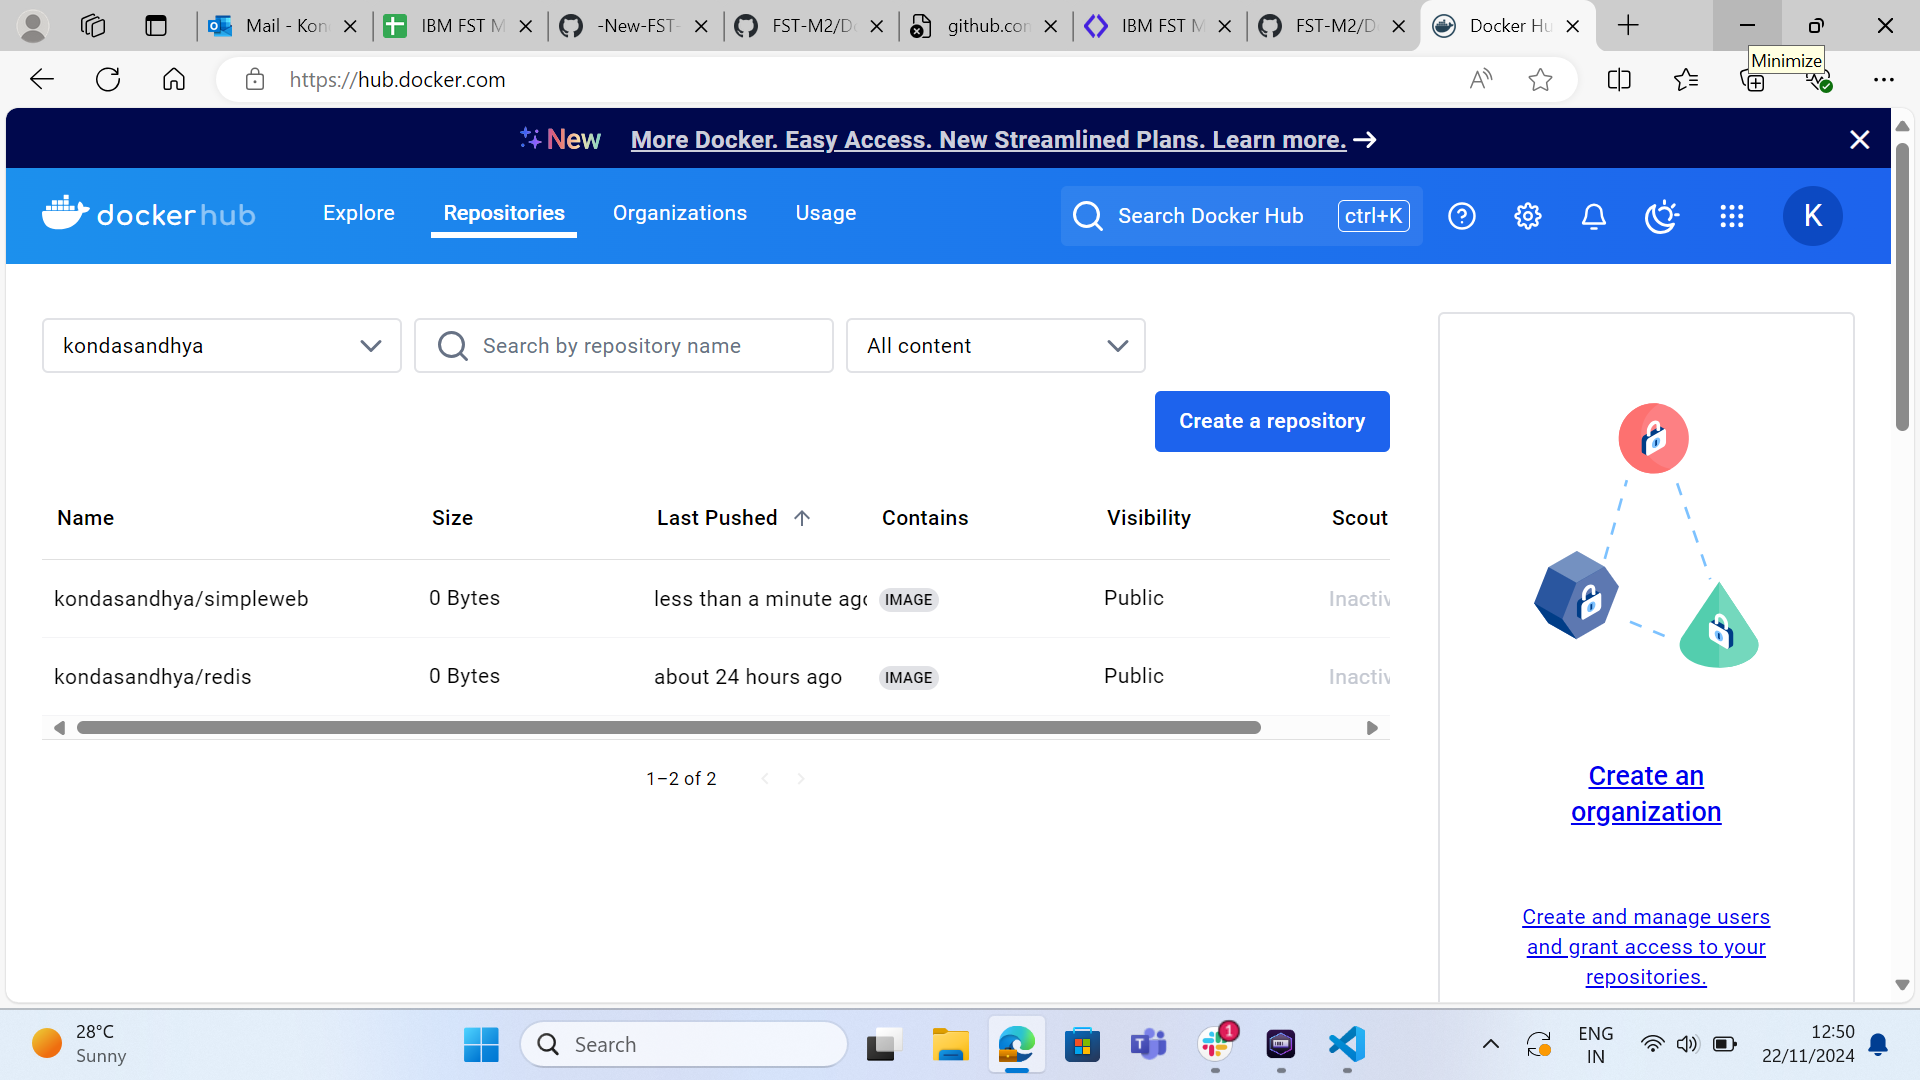 Mail - Kon
IBM FST M
-New-FST-
FST-M2/Do
github.con
IBM FST M
FST-M2/D
Docker Hu
Minimize
https://hub.docker.com
New More Docker. Easy Access. New Streamlined Plans. Learn more. →
docker hub
Explore
Repositories
Organizations
Usage
Search Docker Hub
ctrl+K
K
kondasandhya
Search by repository name
All content
Create a repository
Name Size Last Pushed ↑ Contains Visibility Scout
kondasandhya/simpleweb 0 Bytes less than a minute ago IMAGE Public Inactiv
kondasandhya/redis 0 Bytes about 24 hours ago IMAGE Public Inactiv
1–2 of 2
Create an
organization
Create and manage users
and grant access to your
repositories.
28°C
Sunny
Search
1
ENG
IN
12:50
22/11/2024